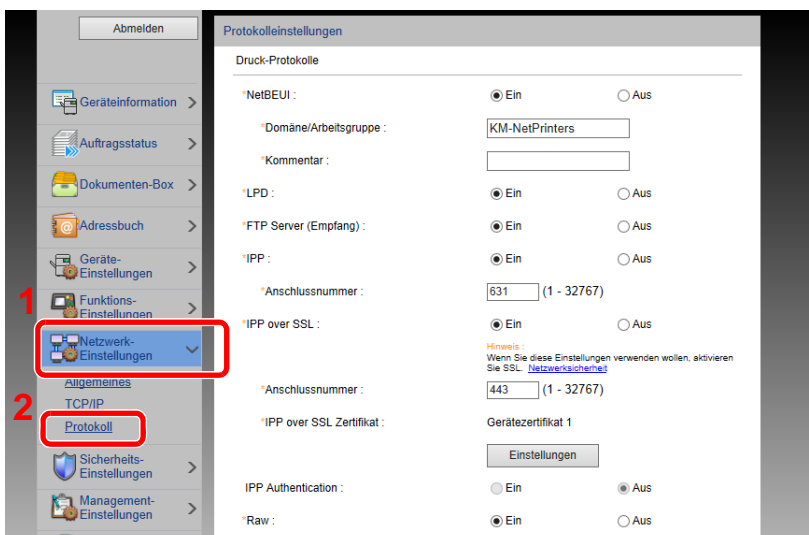 Abmelden
Geräteinformation
Auftragsstatus
Dokumenten-Box
Adressbuch
Geräte-
Einstellungen
1
Funktions-
Einstellungen
Netzwerk-
Einstellungen
Allgemeines
2
TCP/IP
Protokoll
Sicherheits-
Einstellungen
Management-
Einstellungen
Protokolleinstellungen
Druck-Protokolle
*NetBEUI : Ein Aus
*Domäne/Arbeitsgruppe : KM-NetPrinters
*Kommentar :
*LPD : Ein Aus
*FTP Server (Empfang) : Ein Aus
*IPP : Ein Aus
*Anschlussnummer : 631 (1 - 32767)
*IPP over SSL : Ein Aus
Hinweis :
Wenn Sie diese Einstellungen verwenden wollen, aktivieren
Sie SSL. Netzwerksicherheit
*Anschlussnummer : 443 (1 - 32767)
*IPP over SSL Zertifikat : Gerätezertifikat 1
Einstellungen
IPP Authentication : Ein Aus
*Raw : Ein Aus